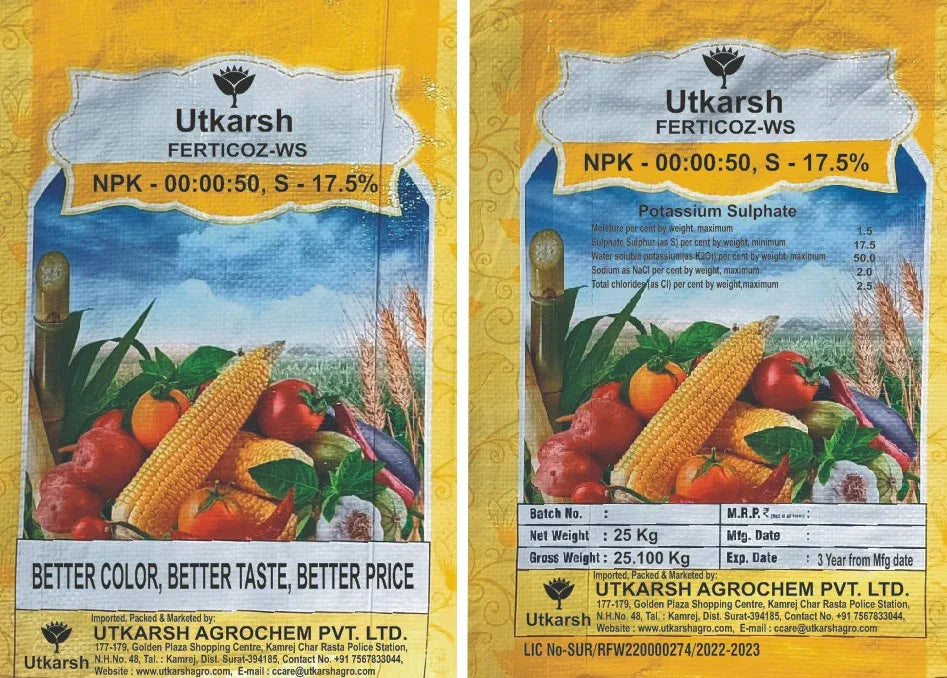 Utkarsh
FERTICOZ-WS
NPK - 00:00:50, S - 17.5%
BETTER COLOR, BETTER TASTE, BETTER PRICE
Imported, Packed & Marketed by:
UTKARSH AGROCHEM PVT. LTD.
177-179, Golden Plaza Shopping Centre, Kamrej Char Rasta Police Station,
N.H.No. 48, Tal. : Kamrej, Dist. Surat-394185, Contact No. +91 7567833044,
Website : www.utkarshagro.com, E-mail : ccare@utkarshagro.com
Utkarsh
Utkarsh
FERTICOZ-WS
NPK - 00:00:50, S - 17.5%
Potassium Sulphate
Moisture per cent by weight, maximum 1.5
Sulphate Sulphur (as S) per cent by weight, minimum 17.5
Water soluble potassium(as K2O) per cent by weight, maximum 50.0
Sodium as NaCl per cent by weight, maximum 2.0
Total chlorides(as Cl) per cent by weight,maximum 2.5
Batch No. : M.R.P.₹ :
Net Weight : 25 Kg Mfg. Date :
Gross Weight : 25.100 Kg Exp. Date : 3 Year from Mfg date
Imported, Packed & Marketed by:
UTKARSH AGROCHEM PVT. LTD.
177-179, Golden Plaza Shopping Centre, Kamrej Char Rasta Police Station,
N.H. No. 48, Tal. : Kamrej, Dist. Surat-394185, Contact No. +91 7567833044,
Website : www.utkarshagro.com, E-mail : ccare@utkarshagro.com
Utkarsh
LIC No-SUR/RFW220000274/2022-2023